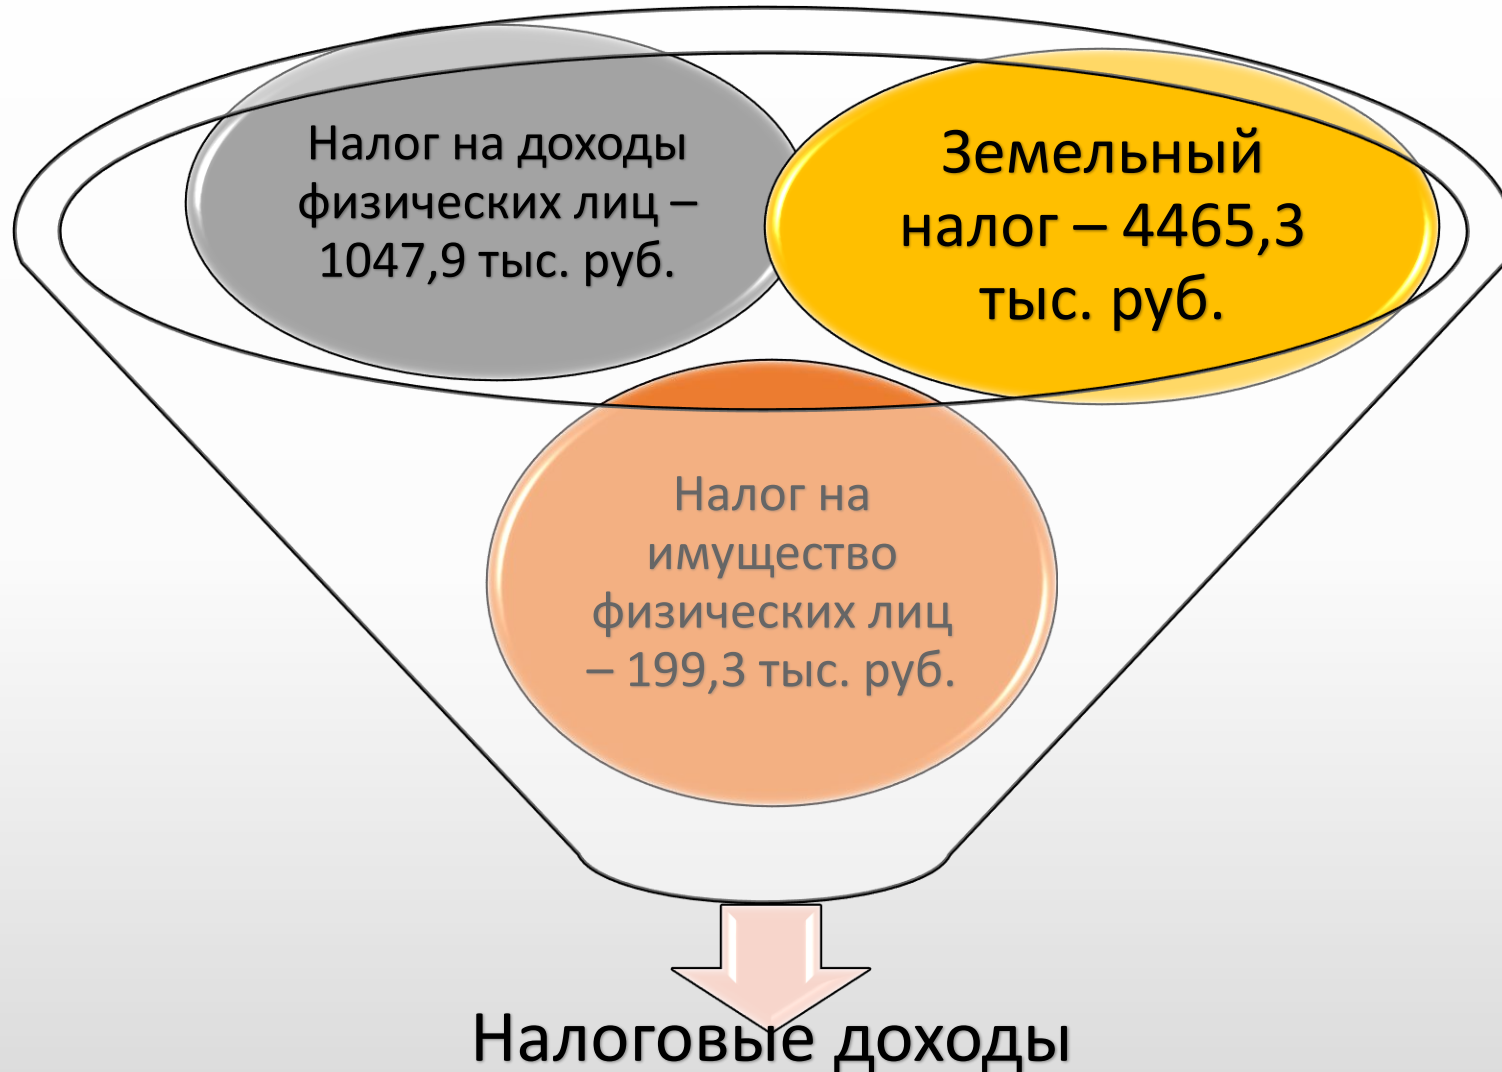 Налог на доходы
физических лиц –
1047,9 тыс. руб.
Земельный
налог – 4465,3
тыс. руб.
Налог на
имущество
физических лиц
– 199,3 тыс. руб.
Налоговые доходы